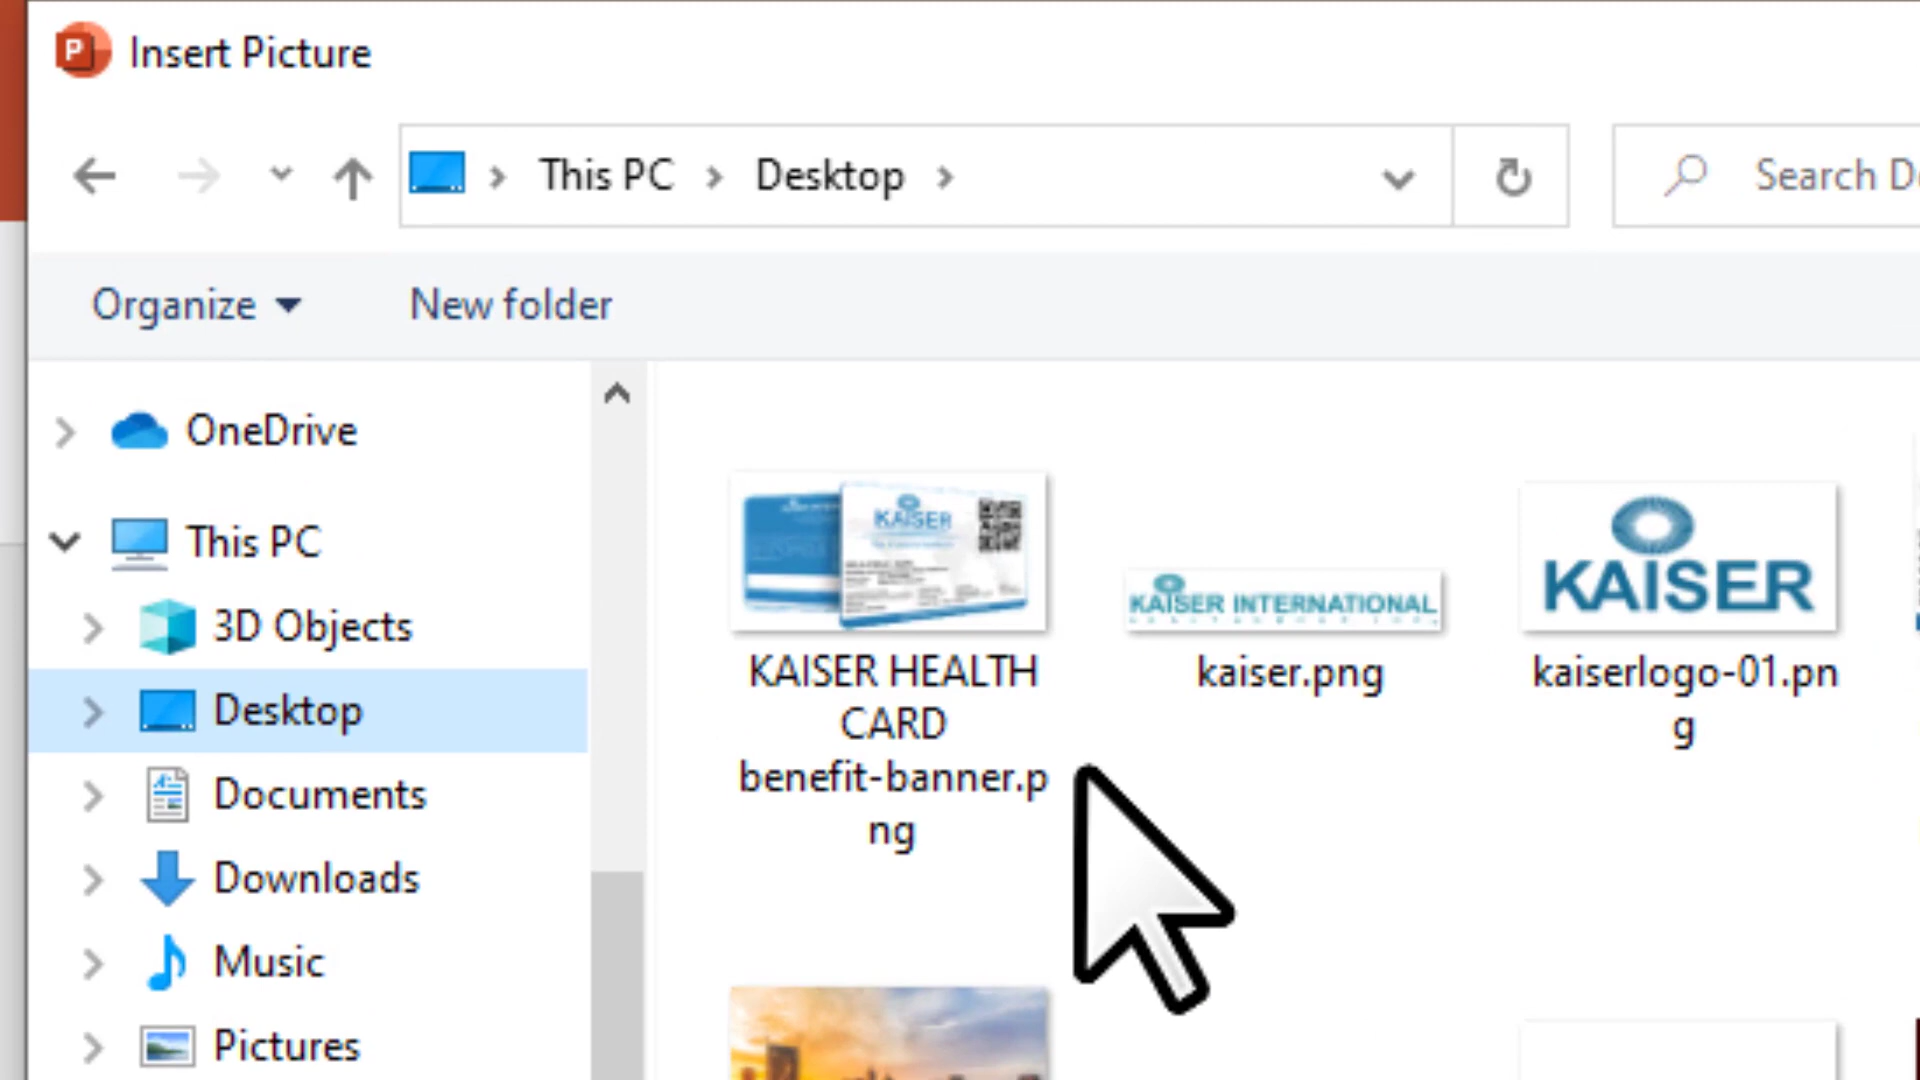 Insert Picture
This PC
Desktop
Search D
Organize
New folder
OneDrive
This PC
3D Objects
Desktop
Documents
Downloads
Music
Pictures
KAISER
KAISER INTERNATIONAL
KAISER
KAISER HEALTH
CARD
benefit-banner.p
ng
kaiser.png
kaiserlogo-01.pn
g